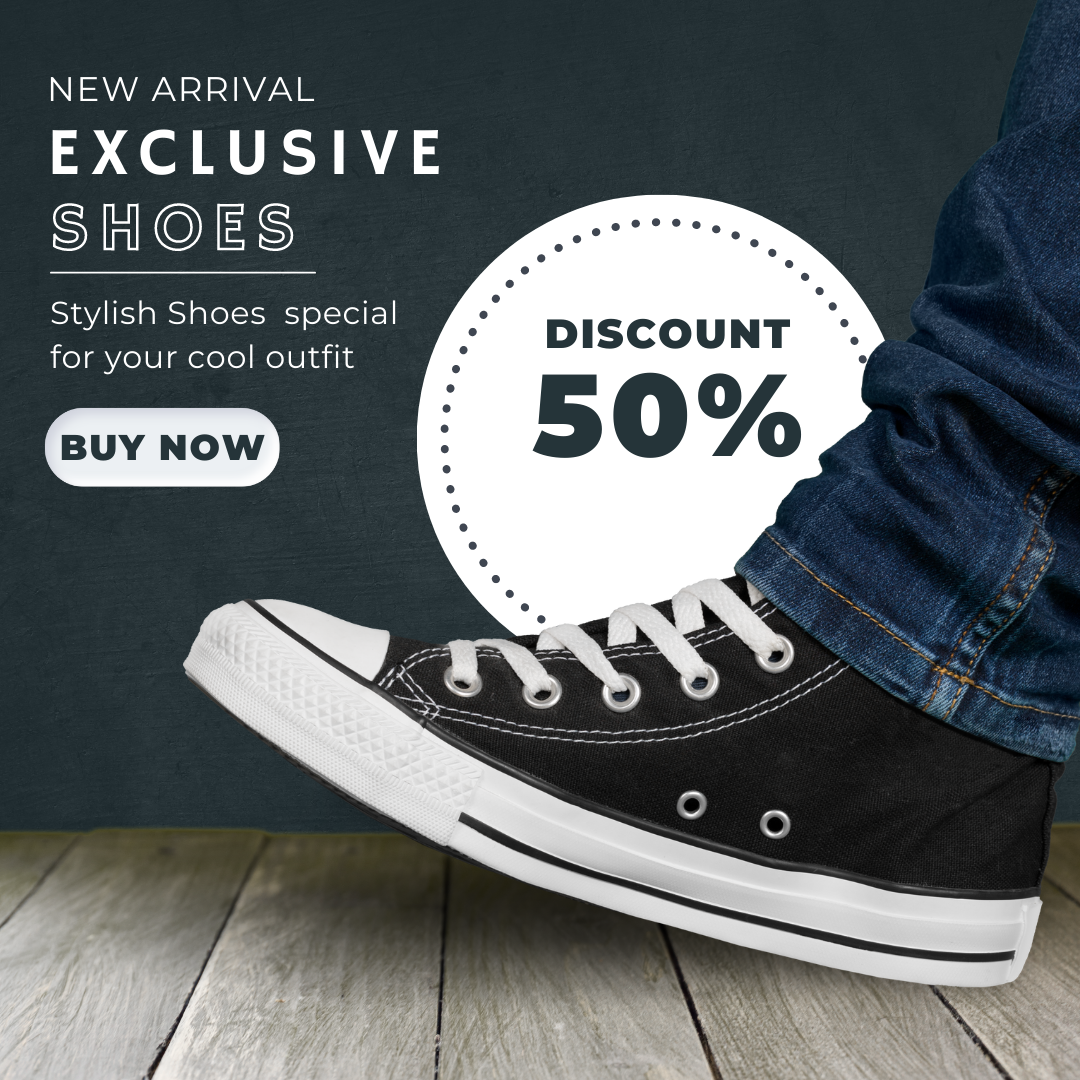 NEW ARRIVAL
EXCLUSIVE
SHOES
Stylish Shoes  special
for your cool outfit
BUY NOW
DISCOUNT
50%